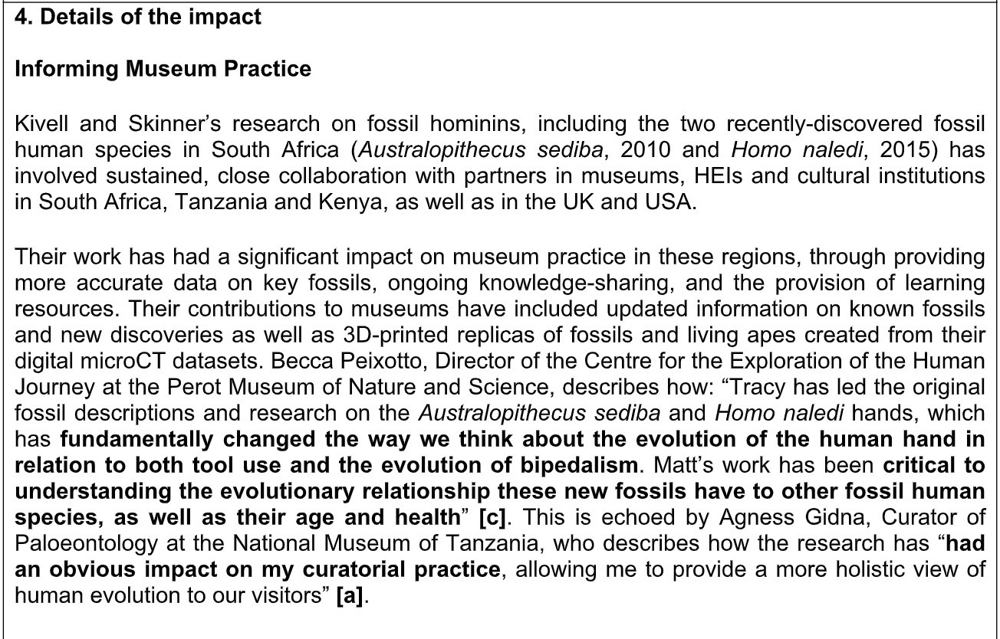 4. Details of the impact
Informing Museum Practice
Kivell and Skinner’s research on fossil hominins, including the two recently-discovered fossil
human species in South Africa (Australopithecus sediba, 2010 and Homo naledi, 2015) has
involved sustained, close collaboration with partners in museums, HEIs and cultural institutions
in South Africa, Tanzania and Kenya, as well as in the UK and USA.
Their work has had a significant impact on museum practice in these regions, through providing
more accurate data on key fossils, ongoing knowledge-sharing, and the provision of learning
resources. Their contributions to museums have included updated information on known fossils
and new discoveries as well as 3D-printed replicas of fossils and living apes created from their
digital microCT datasets. Becca Peixotto, Director of the Centre for the Exploration of the Human
Journey at the Perot Museum of Nature and Science, describes how: “Tracy has led the original
fossil descriptions and research on the Australopithecus sediba and Homo naledi hands, which
has fundamentally changed the way we think about the evolution of the human hand in
relation to both tool use and the evolution of bipedalism. Matt’s work has been critical to
understanding the evolutionary relationship these new fossils have to other fossil human
species, as well as their age and health” [c]. This is echoed by Agness Gidna, Curator of
Paloeontology at the National Museum of Tanzania, who describes how the research has “had
an obvious impact on my curatorial practice, allowing me to provide a more holistic view of
human evolution to our visitors” [a].